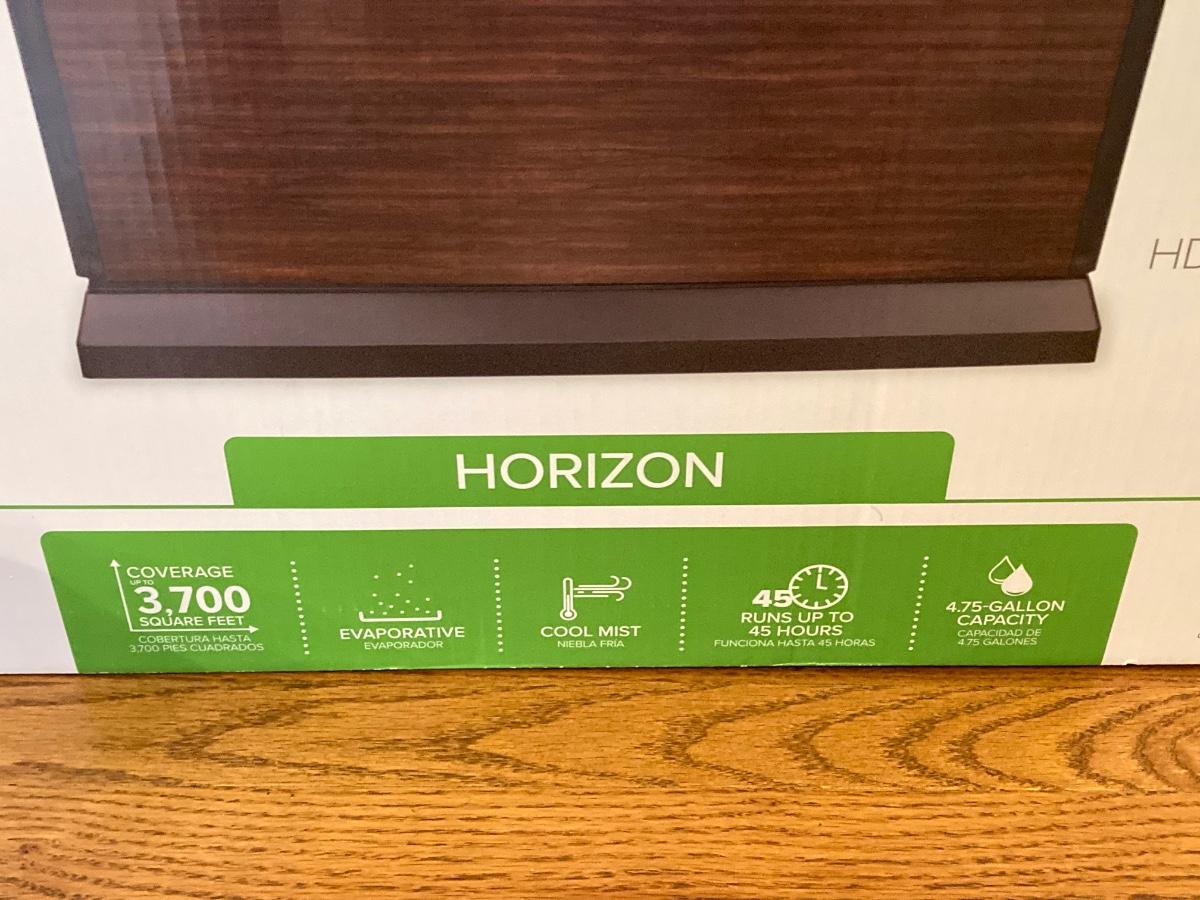 HD
HORIZON
COVERAGE
UP TO
3,700
SQUARE FEET
COBERTURA HASTA
3,700 PIES CUADRADOS
EVAPORATIVE
EVAPORADOR
COOL MIST
NIEBLA FRÍA
45
RUNS UP TO
45 HOURS
FUNCIONA HASTA 45 HORAS
4.75-GALLON
CAPACITY
CAPACIDAD DE
4.75 GALONES